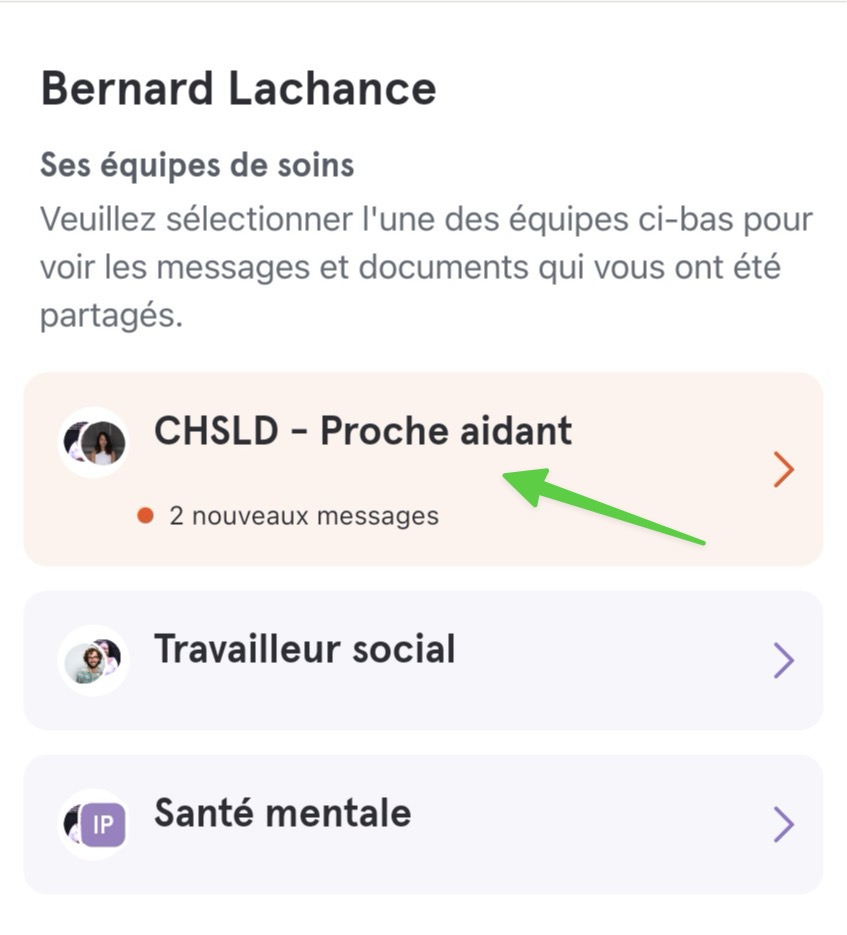 Bernard Lachance
Ses équipes de soins
Veuillez sélectionner l'une des équipes ci-bas pour
voir les messages et documents qui vous ont été
partagés.
CHSLD - Proche aidant
2 nouveaux messages
Travailleur social
IP
Santé mentale